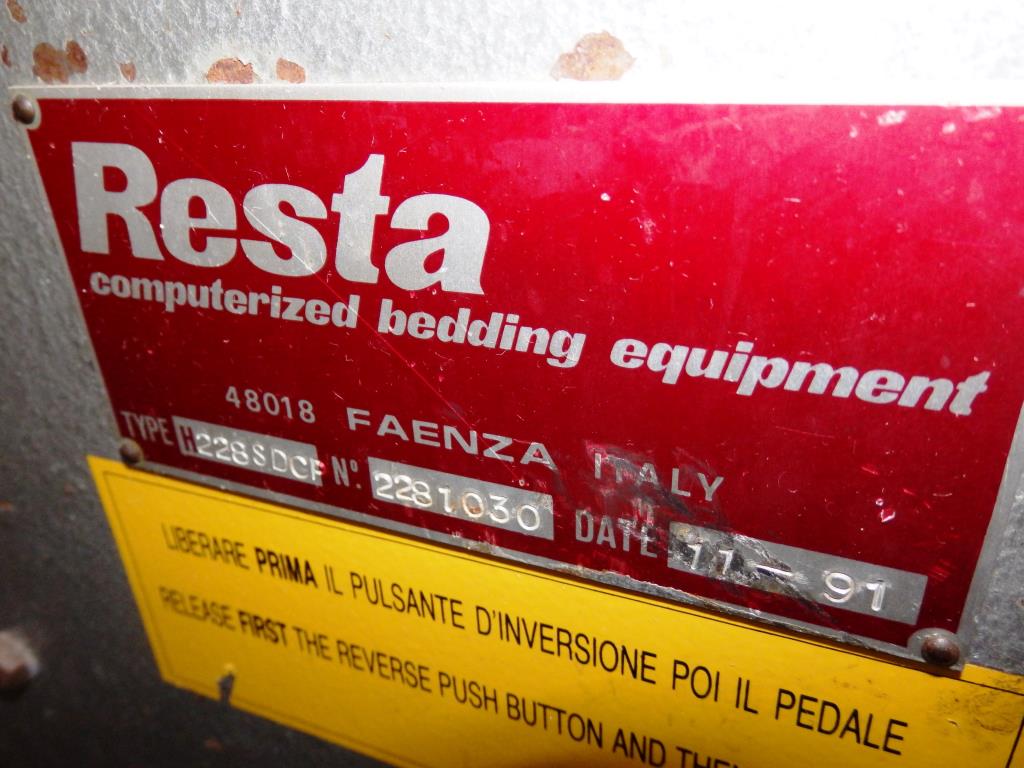 Resta
computerized bedding equipment
48018 FAENZA ITALY
TYPE H228SDCF Nº. 2281030 DATE 11-91
LIBERARE PRIMA IL PULSANTE D'INVERSIONE POI IL PEDALE
RELEASE FIRST THE REVERSE PUSH BUTTON AND